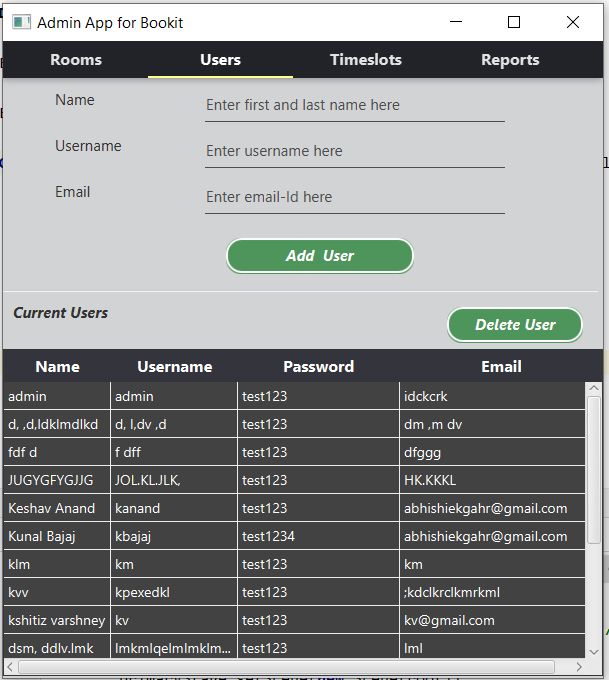 Admin App for Bookit
Rooms Users Timeslots Reports
Name Enter first and last name here
Username Enter username here
Email Enter email-Id here
Add User
Current Users
Delete User
Name Username Password Email
admin admin test123 idckcrk
d, ,d,ldklmdlkd d, l,dv ,d test123 dm ,m dv
fdf d f dff test123 dfggg
JUGYGFYGJJG JOL.KL.JLK, test123 HK.KKKL
Keshav Anand kanand test123 abhishiekgahr@gmail.com
Kunal Bajaj kbajaj test1234 abhishiekgahr@gmail.com
klm km test123 km
kvv kpexedkl test123 ;kdclkrclkmrkml
kshitiz varshney kv test123 kv@gmail.com
dsm, ddlv.lmk lmkmlqelmlmklm... test123 lml